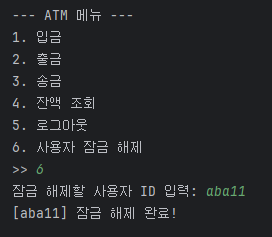 --- ATM 메뉴 ---
1. 입금
2. 출금
3. 송금
4. 잔액 조회
5. 로그아웃
6. 사용자 잠금 해제
>> 6
잠금 해제할 사용자 ID 입력: aba11
[aba11] 잠금 해제 완료!